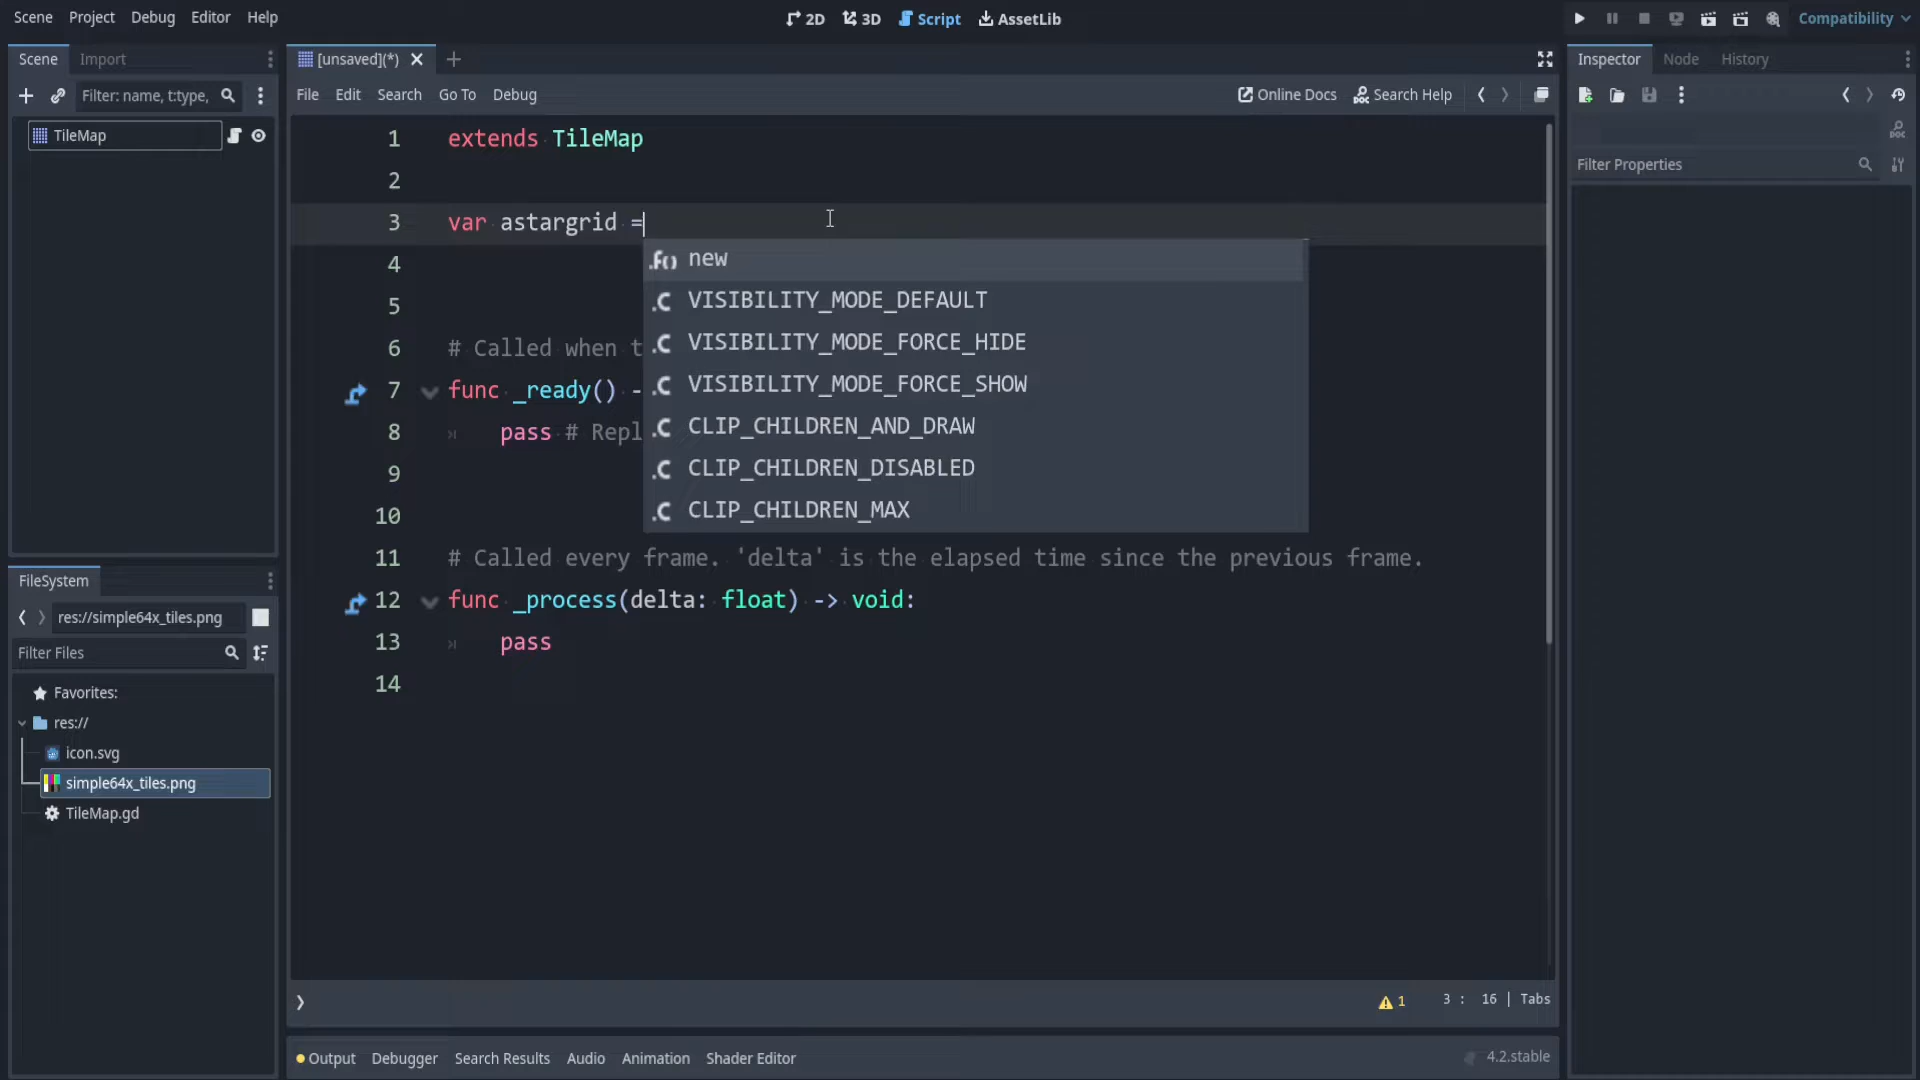 Scene Project Debug Editor Help
2D 3D Script AssetLib
Compatibility
Scene Import
Filter: name, t:type,
TileMap
FileSystem
res://simple64x_tiles.png
Filter Files
Favorites:
res://
icon.svg
simple64x_tiles.png
TileMap.gd
[unsaved](*)
File Edit Search Go To Debug
Online Docs Search Help
1 extends TileMap
2
3 var astargrid =
4
5
6 # Called when t
7 func _ready() -
8 pass # Repl
9
10
11 # Called every frame. 'delta' is the elapsed time since the previous frame.
12 func _process(delta: float) -> void:
13 pass
14
new
VISIBILITY_MODE_DEFAULT
VISIBILITY_MODE_FORCE_HIDE
VISIBILITY_MODE_FORCE_SHOW
CLIP_CHILDREN_AND_DRAW
CLIP_CHILDREN_DISABLED
CLIP_CHILDREN_MAX
1 3 : 16 | Tabs
Output Debugger Search Results Audio Animation Shader Editor
4.2.stable
Inspector Node History
DOC
Filter Properties